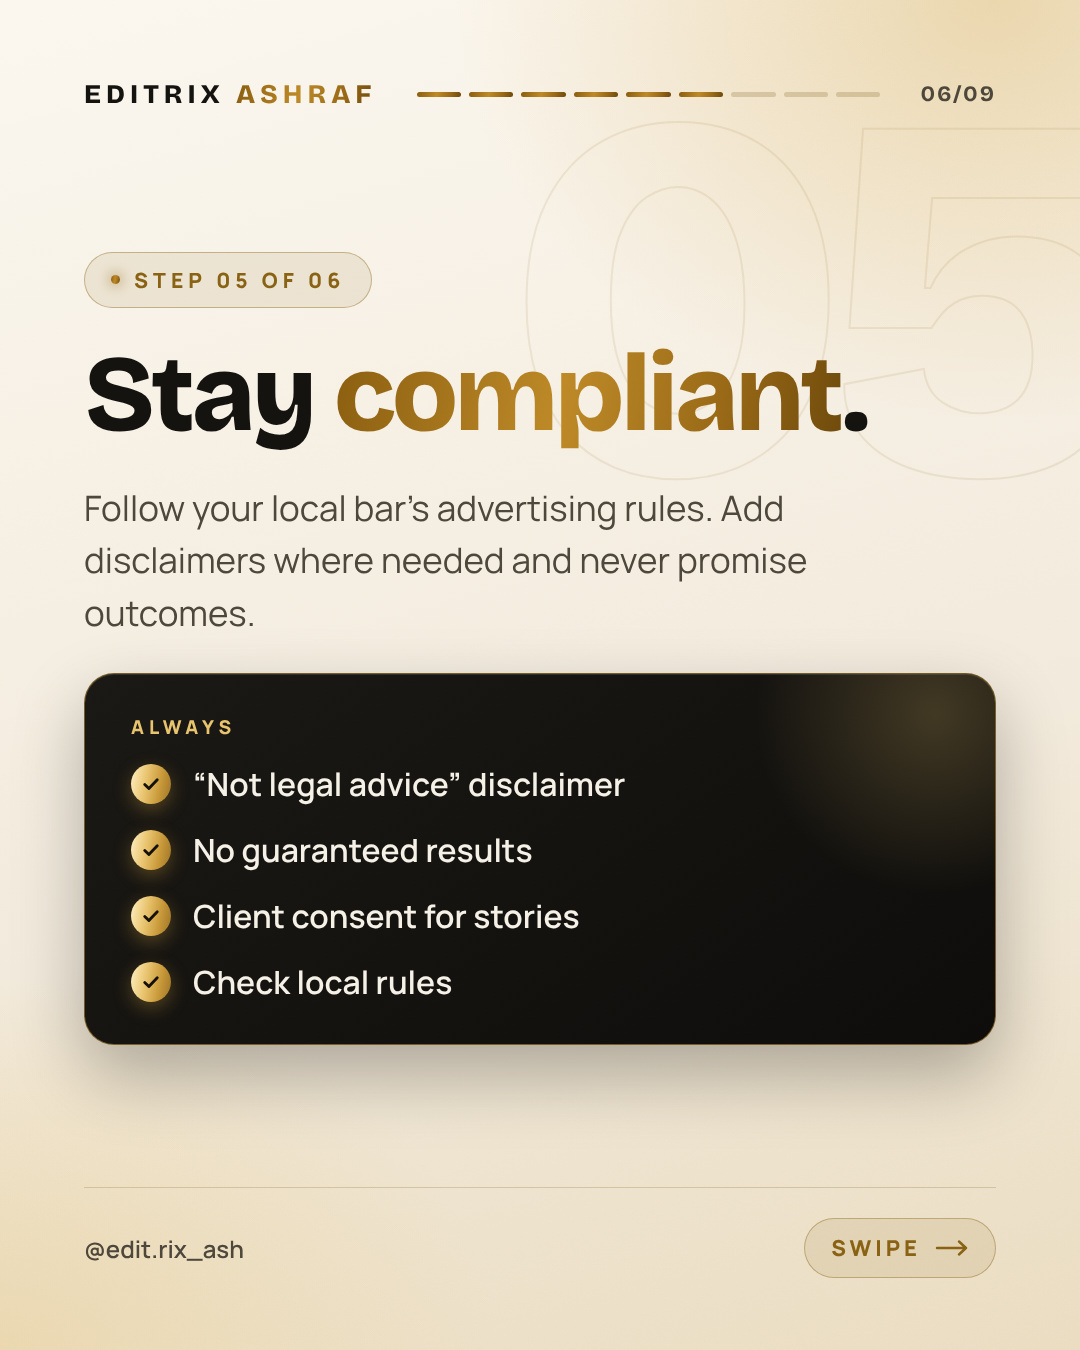 EDITRIX ASHRAF
06/09
05
STEP 05 OF 06
Stay compliant.
Follow your local bar’s advertising rules. Add
disclaimers where needed and never promise
outcomes.
ALWAYS
“Not legal advice” disclaimer
No guaranteed results
Client consent for stories
Check local rules
@edit.rix_ash
SWIPE →